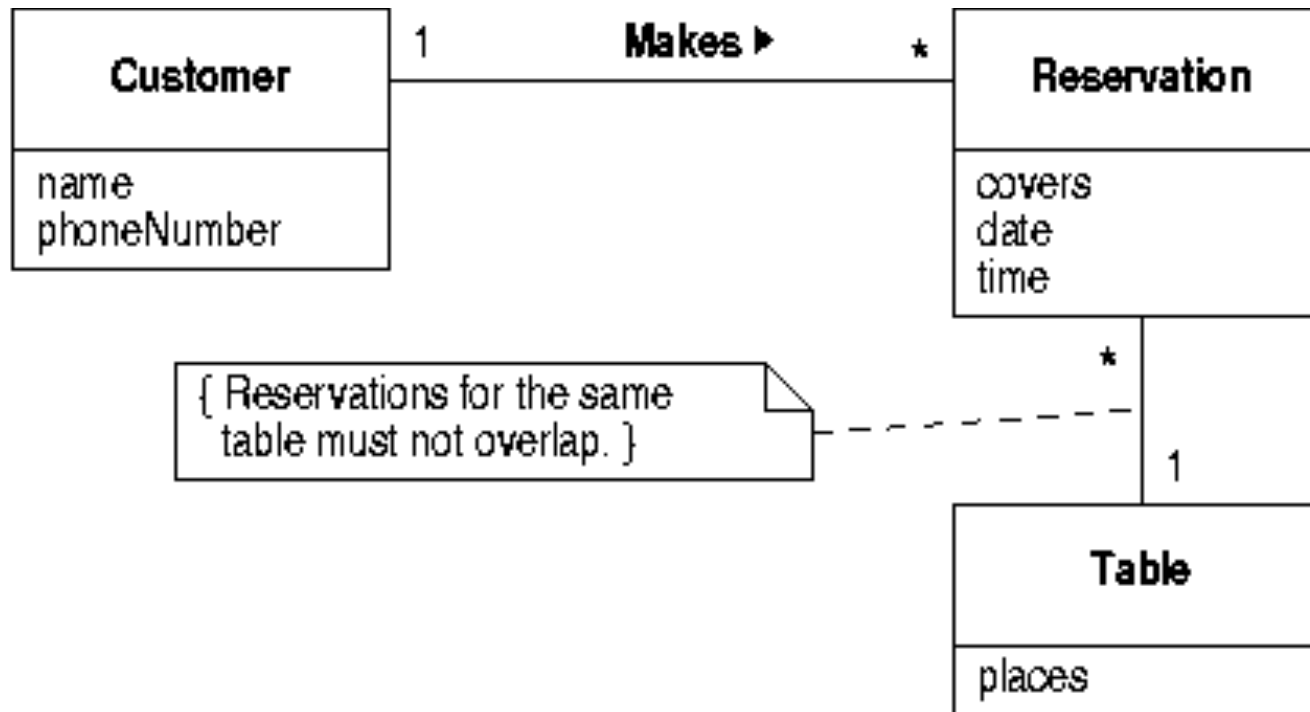 Customer
name
phoneNumber
1 Makes ▶ *
Reservation
covers
date
time
{ Reservations for the same
table must not overlap. }
*
1
Table
places